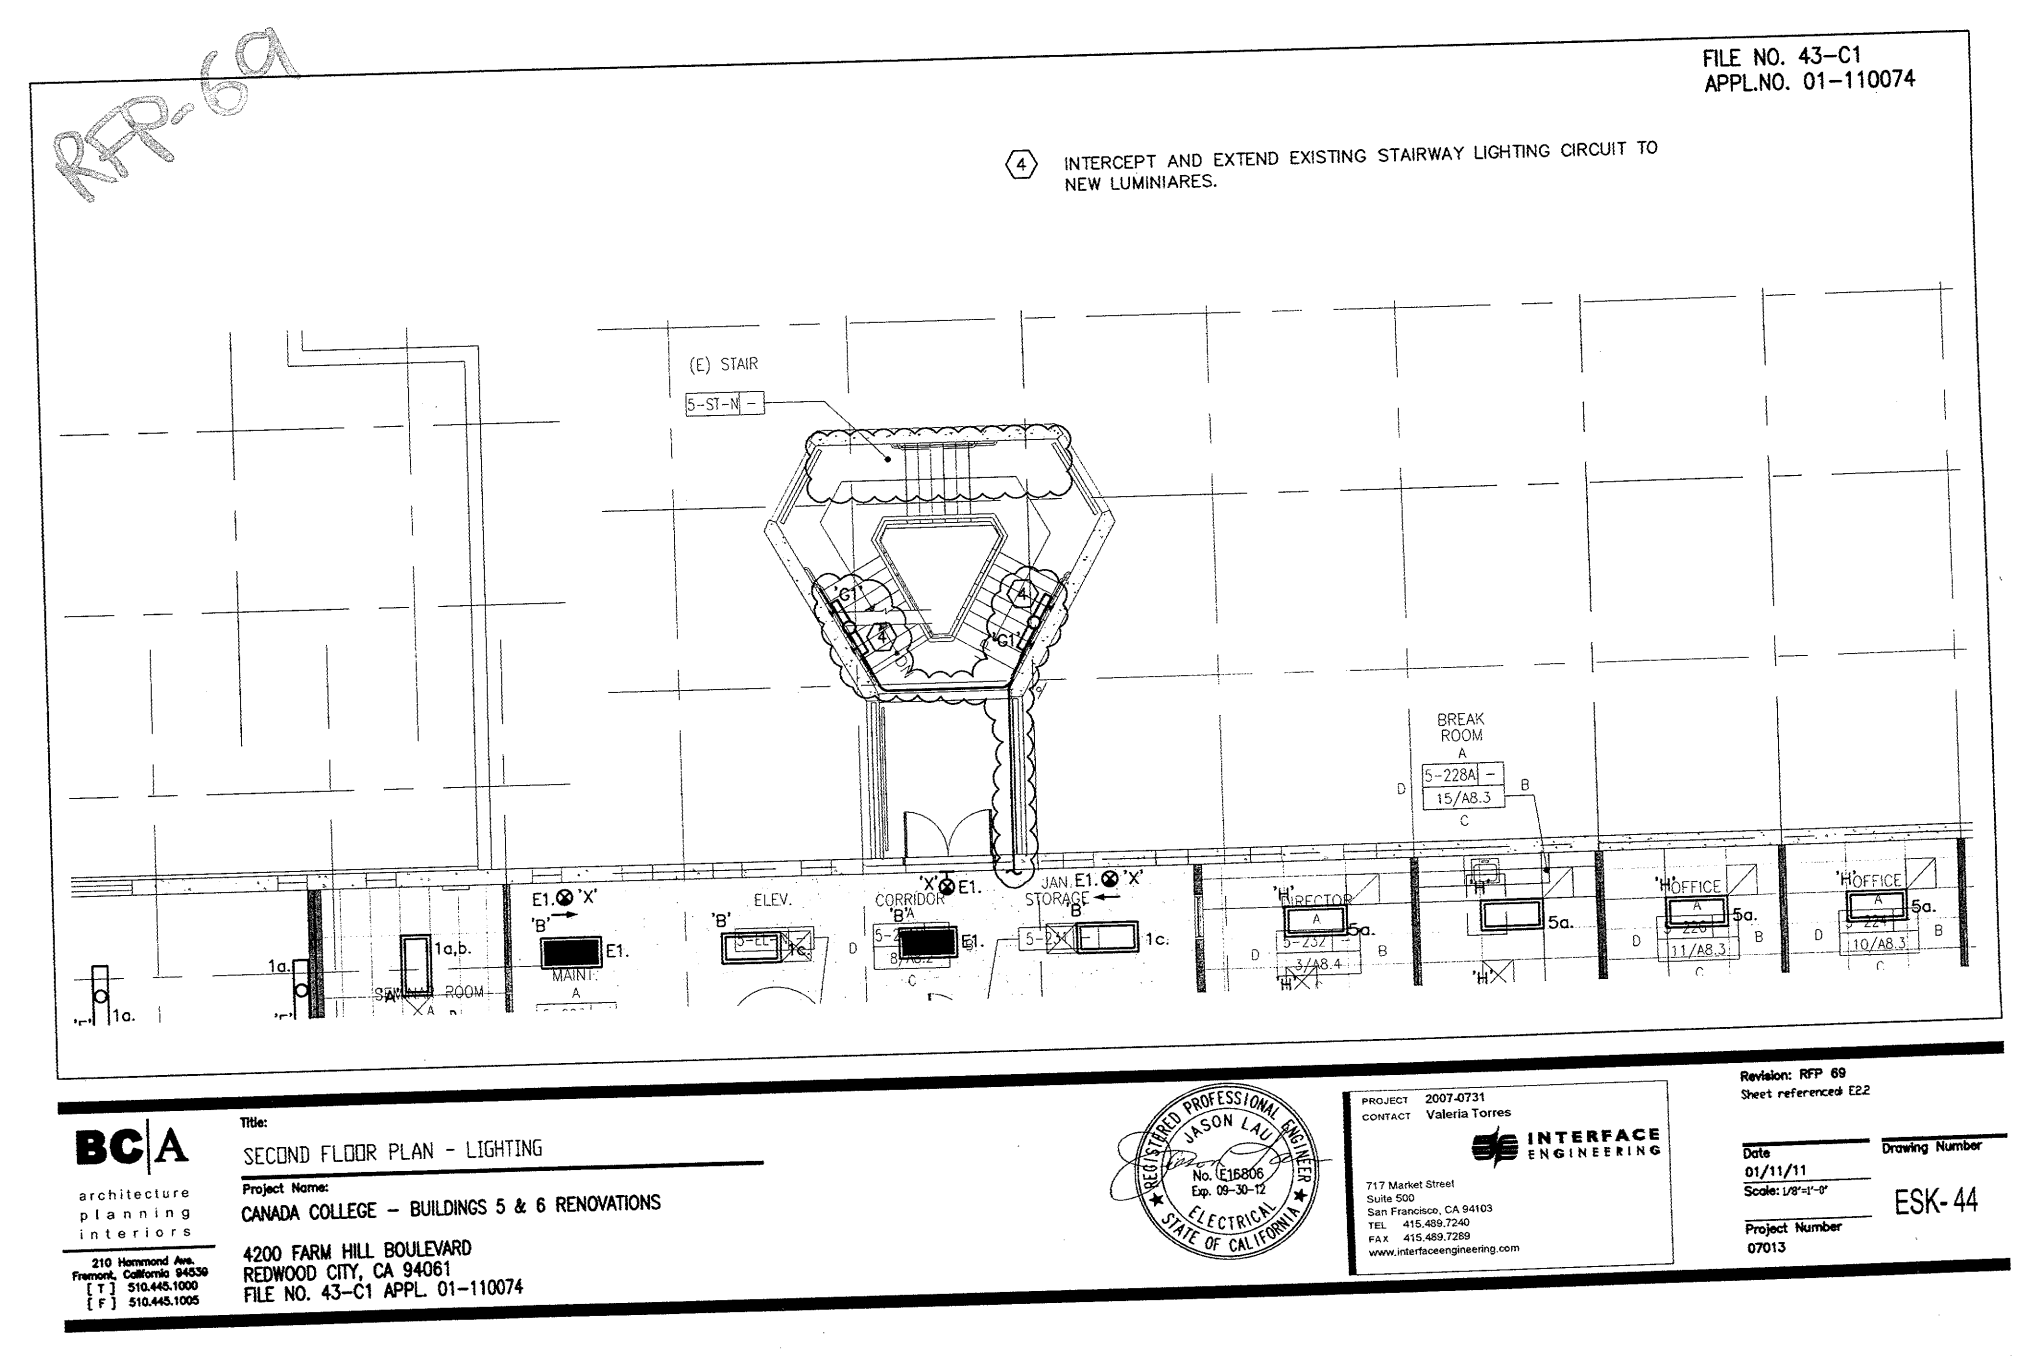 RFP-69
FILE NO. 43-C1
APPL.NO. 01-110074
4 INTERCEPT AND EXTEND EXISTING STAIRWAY LIGHTING CIRCUIT TO
NEW LUMINIARES.
(E) STAIR
5-ST-N -
'G1'
4
4
'G1'
BREAK
ROOM
A
5-228A -
D
B
15/A8.3
C
E1. 'X'
'B'
E1.
MAINT.
A
ELEV.
'B'
1c.
CORRIDOR
'X' E1.
'B' A
D
E1.
C
JAN.
STORAGE
E1. 'X'
'B'
1c.
'H'
DIRECTOR
A
5a.
5-232
D
B
3/A8.4
'H'
'H'
5a.
'H'
'H' OFFICE
A
5a.
D
B
11/A8.3
C
'H' OFFICE
A
5a.
D
B
10/A8.3
C
1a,b.
SEMINAR ROOM
A
1a.
1a.
BC|A
architecture
planning
interiors
210 Hammond Ave.
Fremont, California 94539
[T] 510.445.1000
[F] 510.445.1005
Title:
SECOND FLOOR PLAN - LIGHTING
Project Name:
CANADA COLLEGE - BUILDINGS 5 & 6 RENOVATIONS
4200 FARM HILL BOULEVARD
REDWOOD CITY, CA 94061
FILE NO. 43-C1 APPL. 01-110074
REGISTERED PROFESSIONAL ENGINEER
JASON LAU
No. E16806
Exp. 09-30-12
ELECTRICAL
STATE OF CALIFORNIA
PROJECT 2007-0731
CONTACT Valeria Torres
INTERFACE
ENGINEERING
717 Market Street
Suite 500
San Francisco, CA 94103
TEL 415.489.7240
FAX 415.489.7289
www.interfaceengineering.com
Revision: RFP 69
Sheet referenced: E2.2
Date
01/11/11
Scale: 1/8"=1'-0"
Project Number
07013
Drawing Number
ESK-44